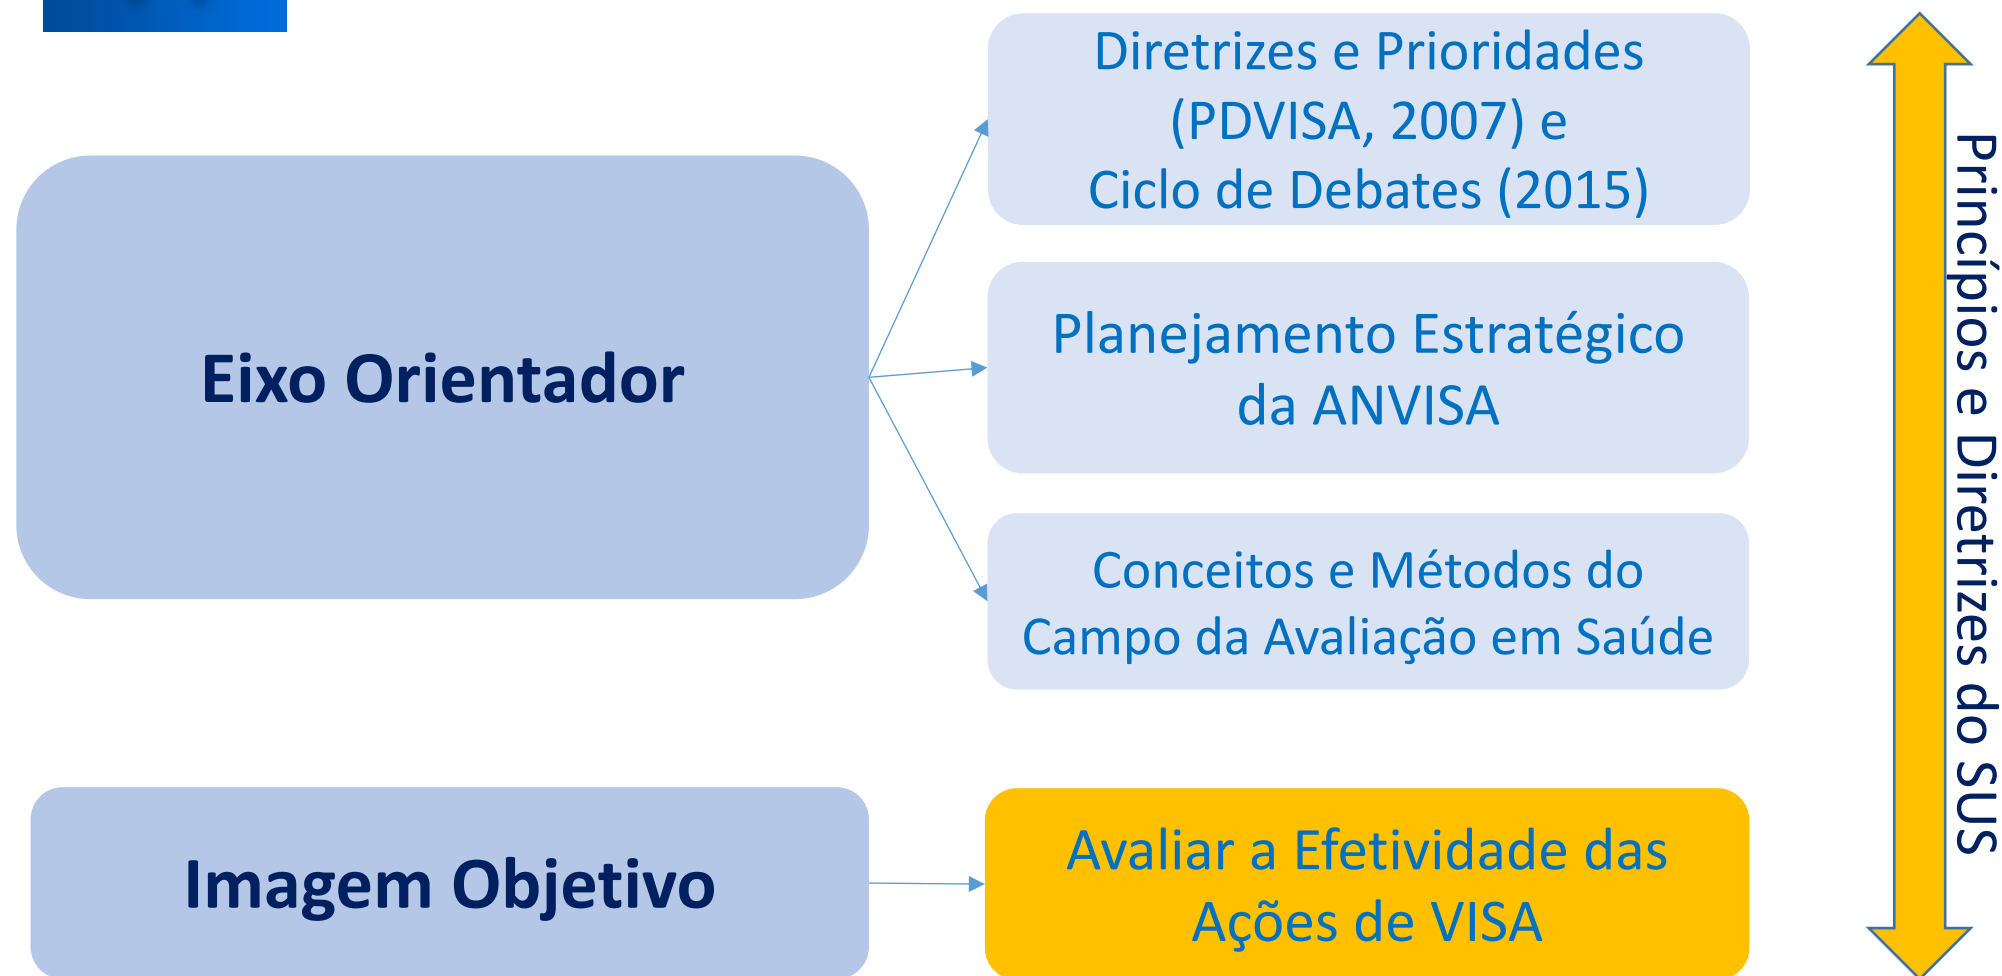 Diretrizes e Prioridades
(PDVISA, 2007) e
Ciclo de Debates (2015)
Eixo Orientador
Planejamento Estratégico
da ANVISA
Conceitos e Métodos do
Campo da Avaliação em Saúde
Imagem Objetivo
Avaliar a Efetividade das
Ações de VISA
Princípios e Diretrizes do SUS